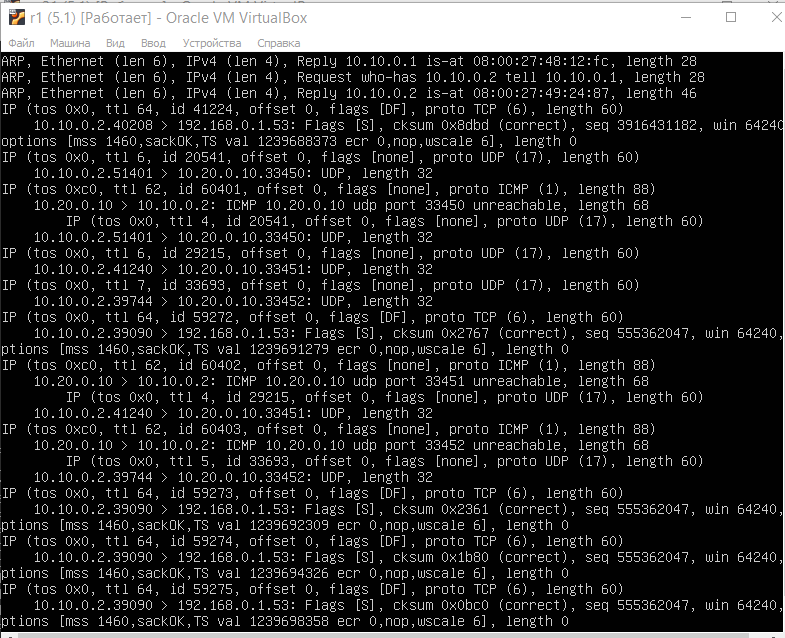 r1 (5.1) [Работает] - Oracle VM VirtualBox
Файл Машина Вид Ввод Устройства Справка
ARP, Ethernet (len 6), IPv4 (len 4), Reply 10.10.0.1 is-at 08:00:27:48:12:fc, length 28
ARP, Ethernet (len 6), IPv4 (len 4), Request who-has 10.10.0.2 tell 10.10.0.1, length 28
ARP, Ethernet (len 6), IPv4 (len 4), Reply 10.10.0.2 is-at 08:00:27:49:24:87, length 46
IP (tos 0x0, ttl 64, id 41224, offset 0, flags [DF], proto TCP (6), length 60)
10.10.0.2.40208 > 192.168.0.1.53: Flags [S], cksum 0x8dbd (correct), seq 3916431182, win 64240
options [mss 1460,sackOK,TS val 1239688373 ecr 0,nop,wscale 6], length 0
IP (tos 0x0, ttl 6, id 20541, offset 0, flags [none], proto UDP (17), length 60)
10.10.0.2.51401 > 10.20.0.10.33450: UDP, length 32
IP (tos 0xc0, ttl 62, id 60401, offset 0, flags [none], proto ICMP (1), length 88)
10.20.0.10 > 10.10.0.2: ICMP 10.20.0.10 udp port 33450 unreachable, length 68
IP (tos 0x0, ttl 4, id 20541, offset 0, flags [none], proto UDP (17), length 60)
10.10.0.2.51401 > 10.20.0.10.33450: UDP, length 32
IP (tos 0x0, ttl 6, id 29215, offset 0, flags [none], proto UDP (17), length 60)
10.10.0.2.41240 > 10.20.0.10.33451: UDP, length 32
IP (tos 0x0, ttl 7, id 33693, offset 0, flags [none], proto UDP (17), length 60)
10.10.0.2.39744 > 10.20.0.10.33452: UDP, length 32
IP (tos 0x0, ttl 64, id 59272, offset 0, flags [DF], proto TCP (6), length 60)
10.10.0.2.39090 > 192.168.0.1.53: Flags [S], cksum 0x2767 (correct), seq 555362047, win 64240,
ptions [mss 1460,sackOK,TS val 1239691279 ecr 0,nop,wscale 6], length 0
IP (tos 0xc0, ttl 62, id 60402, offset 0, flags [none], proto ICMP (1), length 88)
10.20.0.10 > 10.10.0.2: ICMP 10.20.0.10 udp port 33451 unreachable, length 68
IP (tos 0x0, ttl 4, id 29215, offset 0, flags [none], proto UDP (17), length 60)
10.10.0.2.41240 > 10.20.0.10.33451: UDP, length 32
IP (tos 0xc0, ttl 62, id 60403, offset 0, flags [none], proto ICMP (1), length 88)
10.20.0.10 > 10.10.0.2: ICMP 10.20.0.10 udp port 33452 unreachable, length 68
IP (tos 0x0, ttl 5, id 33693, offset 0, flags [none], proto UDP (17), length 60)
10.10.0.2.39744 > 10.20.0.10.33452: UDP, length 32
IP (tos 0x0, ttl 64, id 59273, offset 0, flags [DF], proto TCP (6), length 60)
10.10.0.2.39090 > 192.168.0.1.53: Flags [S], cksum 0x2361 (correct), seq 555362047, win 64240,
ptions [mss 1460,sackOK,TS val 1239692309 ecr 0,nop,wscale 6], length 0
IP (tos 0x0, ttl 64, id 59274, offset 0, flags [DF], proto TCP (6), length 60)
10.10.0.2.39090 > 192.168.0.1.53: Flags [S], cksum 0x1b80 (correct), seq 555362047, win 64240,
ptions [mss 1460,sackOK,TS val 1239694326 ecr 0,nop,wscale 6], length 0
IP (tos 0x0, ttl 64, id 59275, offset 0, flags [DF], proto TCP (6), length 60)
10.10.0.2.39090 > 192.168.0.1.53: Flags [S], cksum 0x0bc0 (correct), seq 555362047, win 64240,
ptions [mss 1460,sackOK,TS val 1239698358 ecr 0,nop,wscale 6], length 0